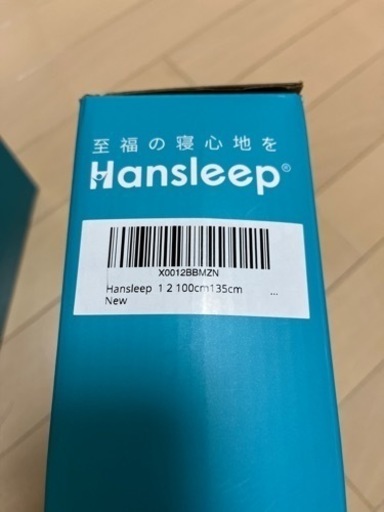 至福の寝心地を
Hansleep®
X0012BBMZN
Hansleep 1 2 100cm135cm ...
New